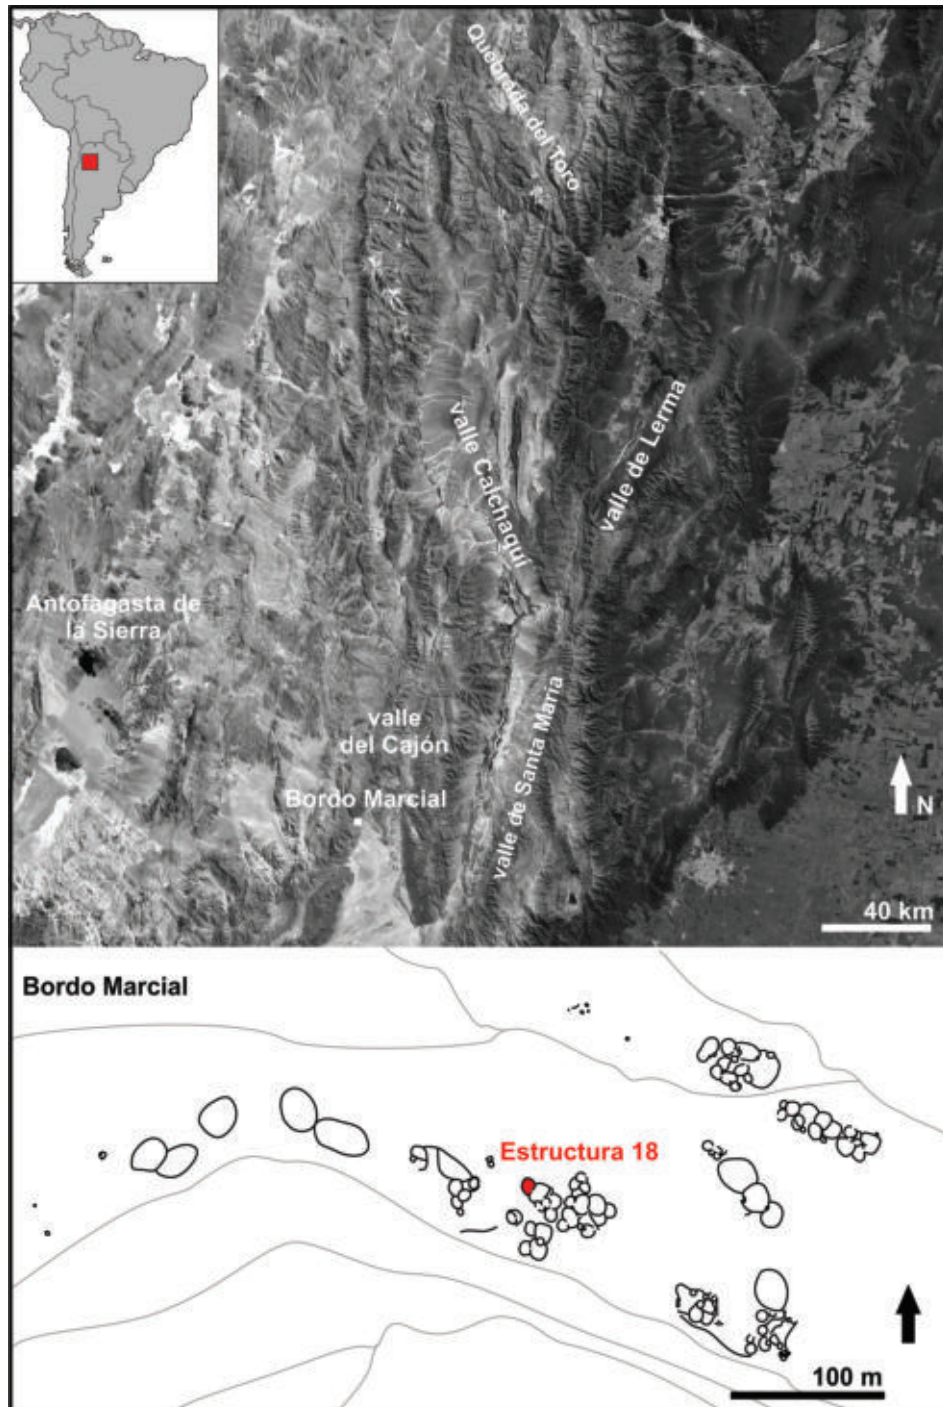 Quebrada del Toro
valle Calchaquí
valle de Lerma
Antofagasta de
la Sierra
valle
del Cajón
Bordo Marcial
valle de Santa María
N
40 km
Bordo Marcial
Estructura 18
100 m